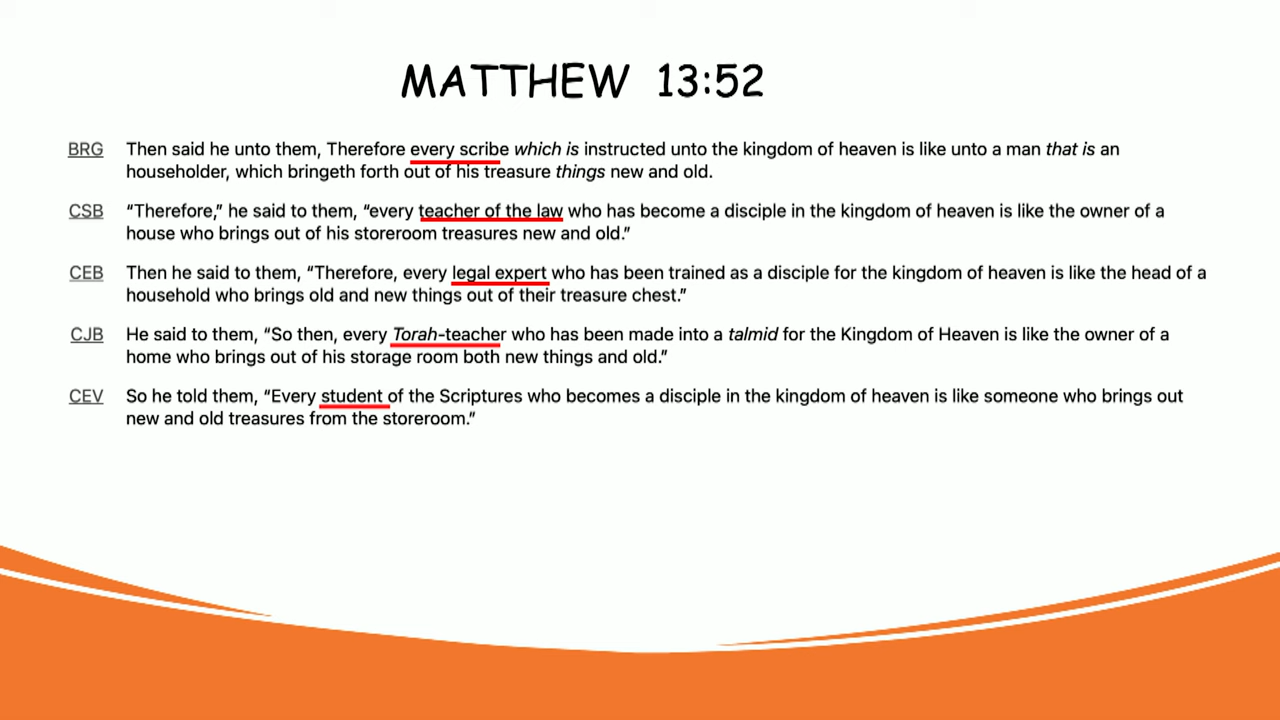 MATTHEW 13:52
BRG Then said he unto them, Therefore every scribe which is instructed unto the kingdom of heaven is like unto a man that is an
householder, which bringeth forth out of his treasure things new and old.
CSB “Therefore,” he said to them, “every teacher of the law who has become a disciple in the kingdom of heaven is like the owner of a
house who brings out of his storeroom treasures new and old.”
CEB Then he said to them, “Therefore, every legal expert who has been trained as a disciple for the kingdom of heaven is like the head of a
household who brings old and new things out of their treasure chest.”
CJB He said to them, “So then, every Torah-teacher who has been made into a talmid for the Kingdom of Heaven is like the owner of a
home who brings out of his storage room both new things and old.”
CEV So he told them, “Every student of the Scriptures who becomes a disciple in the kingdom of heaven is like someone who brings out
new and old treasures from the storeroom.”